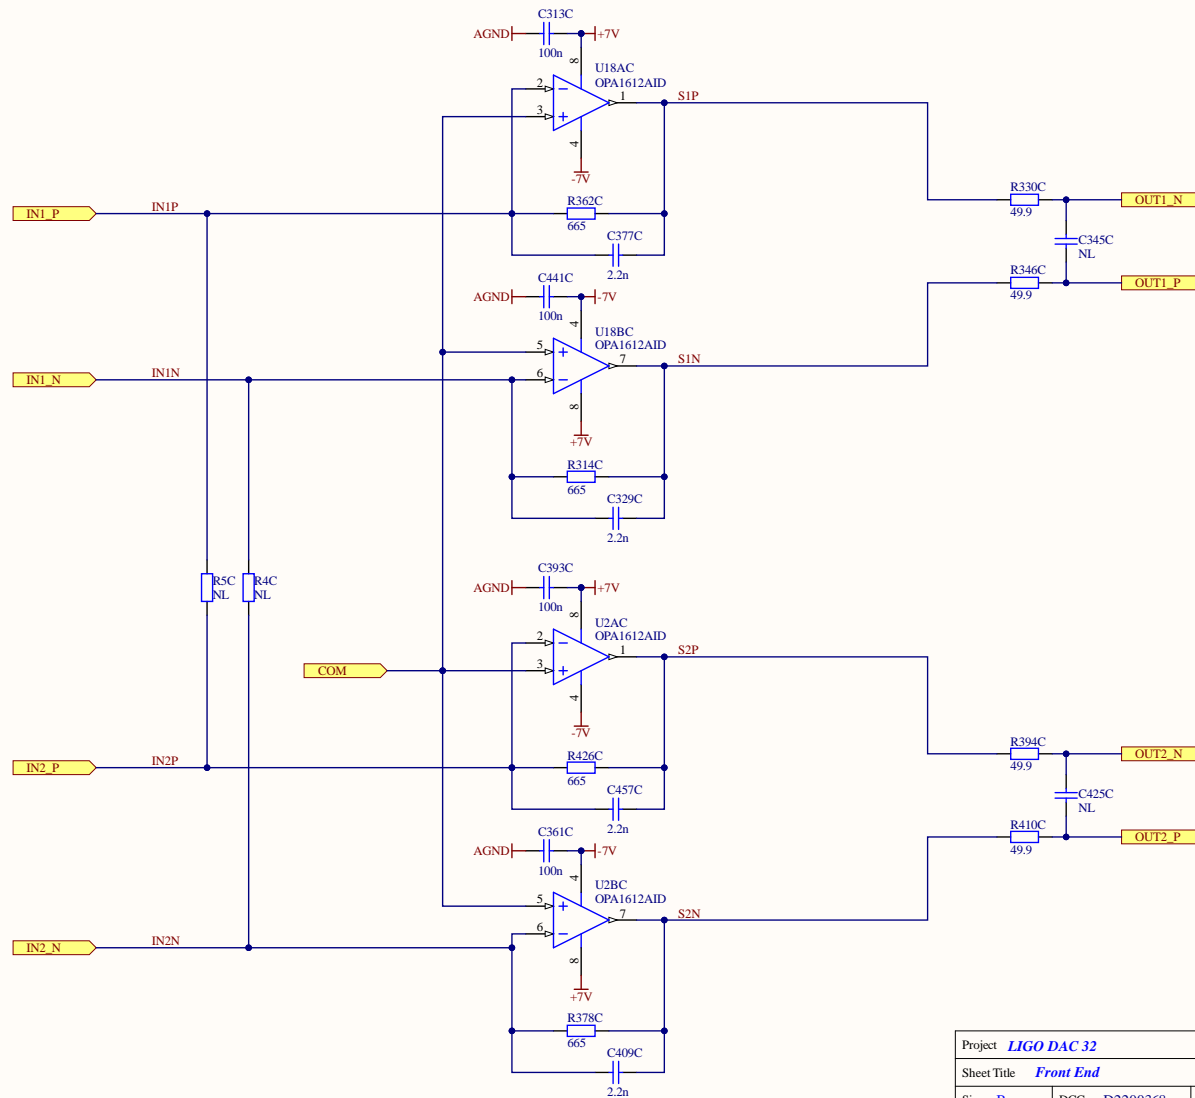 C313C
AGND
+7V
100n
8
U18AC
OPA1612AID
2
1
S1P
3
4
-7V
R330C
IN1_P
IN1P
R362C
OUT1_N
665
49.9
C377C
C345C
NL
2.2n
C441C
R346C
OUT1_P
AGND
-7V
49.9
100n
4
U18BC
OPA1612AID
5
7
S1N
6
IN1_N
IN1N
8
+7V
R314C
665
C329C
2.2n
C393C
R5C
R4C
AGND
+7V
NL
NL
100n
8
U2AC
OPA1612AID
2
1
S2P
COM
3
4
-7V
R394C
IN2_P
IN2P
R426C
OUT2_N
665
49.9
C457C
C425C
NL
2.2n
C361C
R410C
OUT2_P
AGND
-7V
49.9
100n
4
U2BC
OPA1612AID
5
7
S2N
6
IN2_N
IN2N
8
+7V
R378C
665
C409C
2.2n
Project LIGO DAC 32
Sheet Title Front End